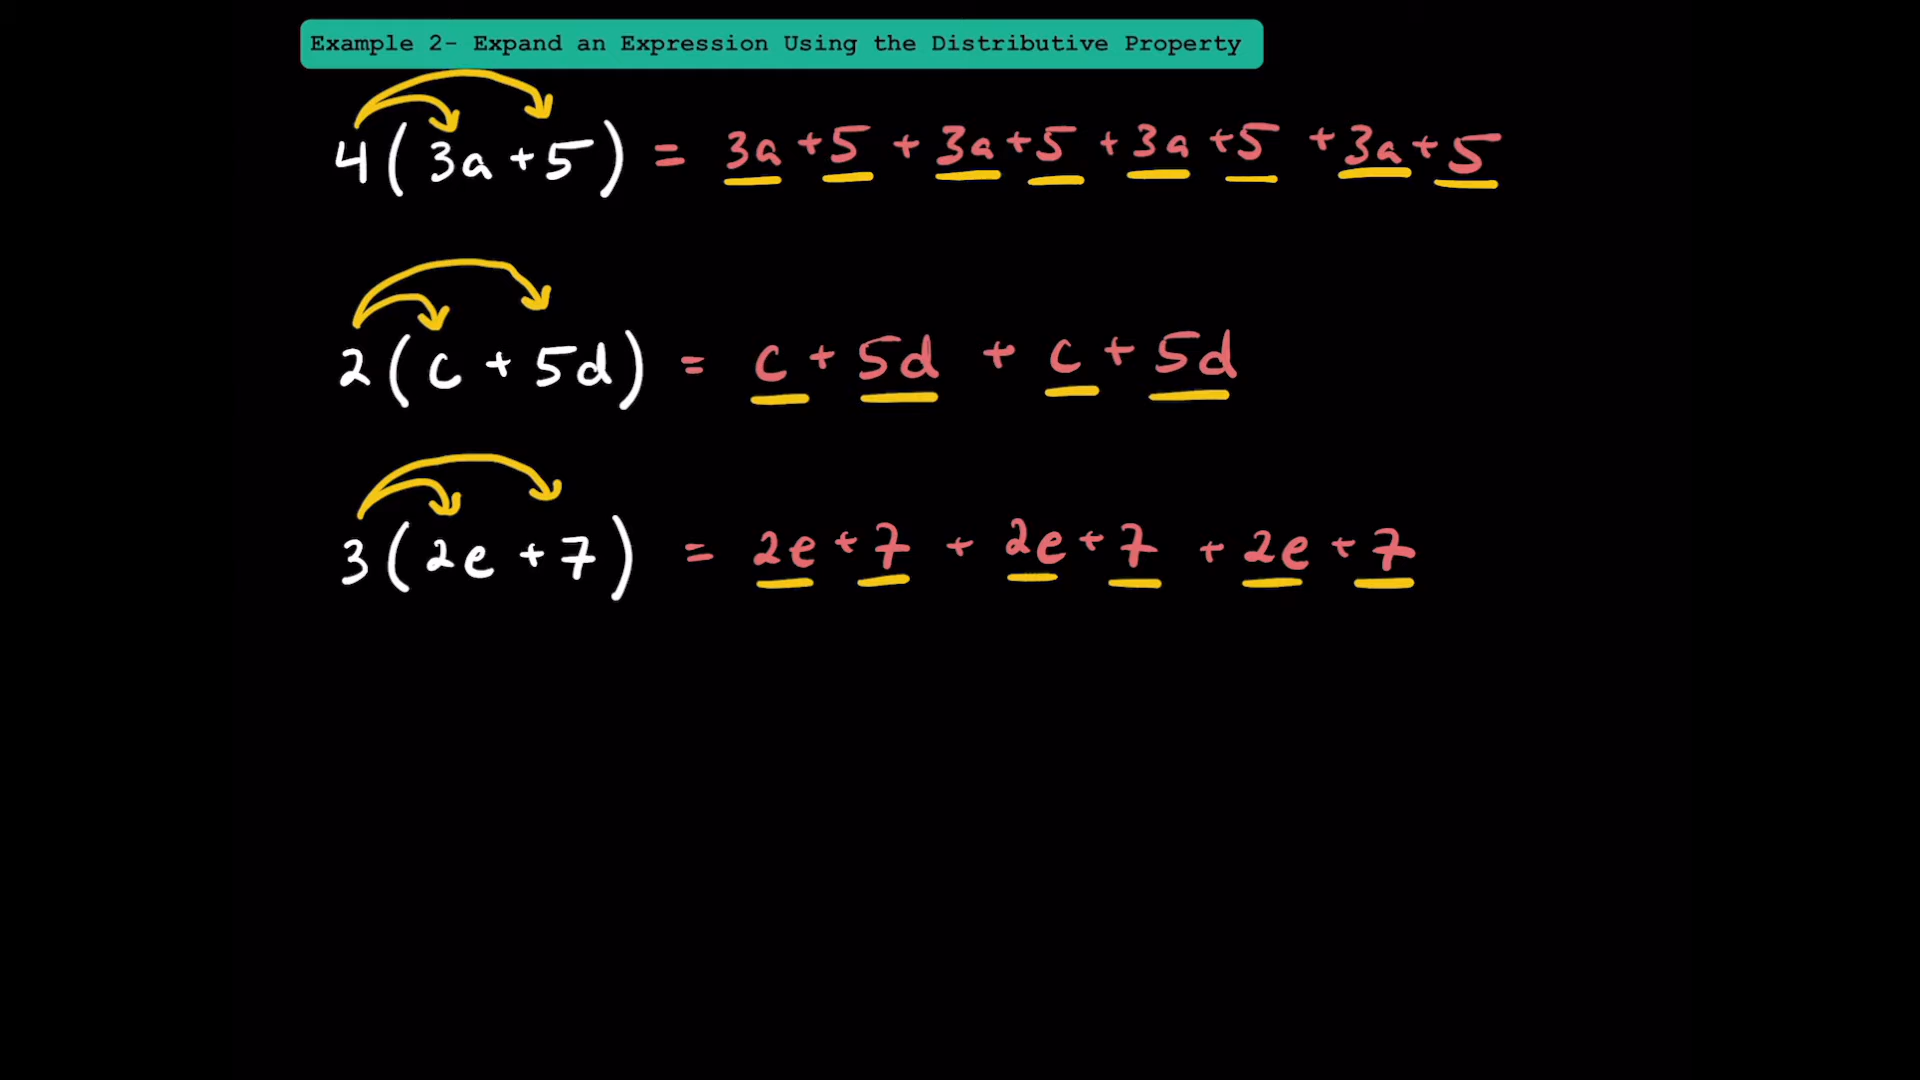 Example 2- Expand an Expression Using the Distributive Property
4(3a+5) = 3a+5 + 3a+5 + 3a+5 + 3a+5
2(c + 5d) = c + 5d + c + 5d
3(2e+7) = 2e+7 + 2e+7 + 2e+7